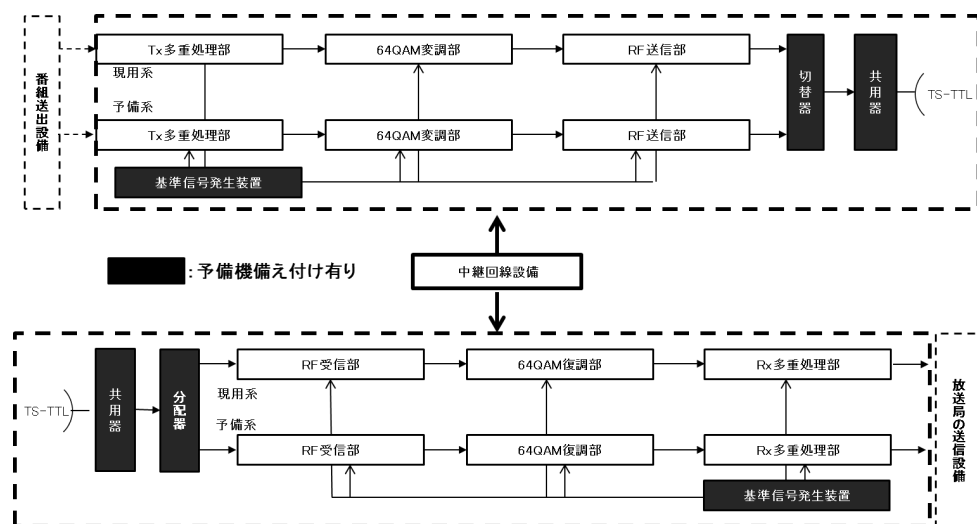 番組送出設備
Tx多重処理部
64QAM変調部
RF送信部
現用系
予備系
Tx多重処理部
64QAM変調部
RF送信部
基準信号発生装置
切替器
共用器
TS-TTL
:予備機備え付け有り
中継回線設備
TS-TTL
共用器
分配器
RF受信部
64QAM復調部
Rx多重処理部
現用系
予備系
RF受信部
64QAM復調部
Rx多重処理部
基準信号発生装置
放送局の送信設備